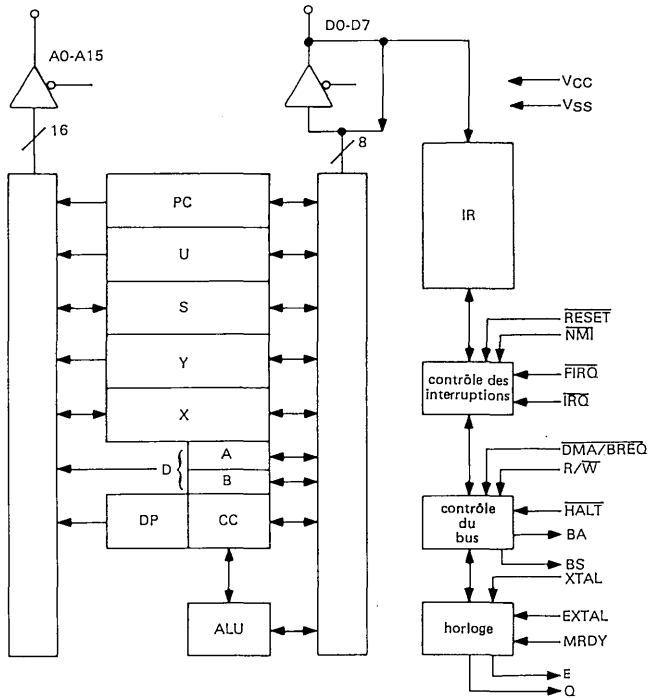 A0-A15
D0-D7
VCC
VSS
16
8
PC
IR
U
S
RESET
NMI
Y
contrôle des
interruptions
FIRQ
IRQ
X
A
D {
B
DMA/BREQ
R/W
DP
CC
contrôle
du
bus
HALT
BA
BS
XTAL
ALU
horloge
EXTAL
MRDY
E
Q